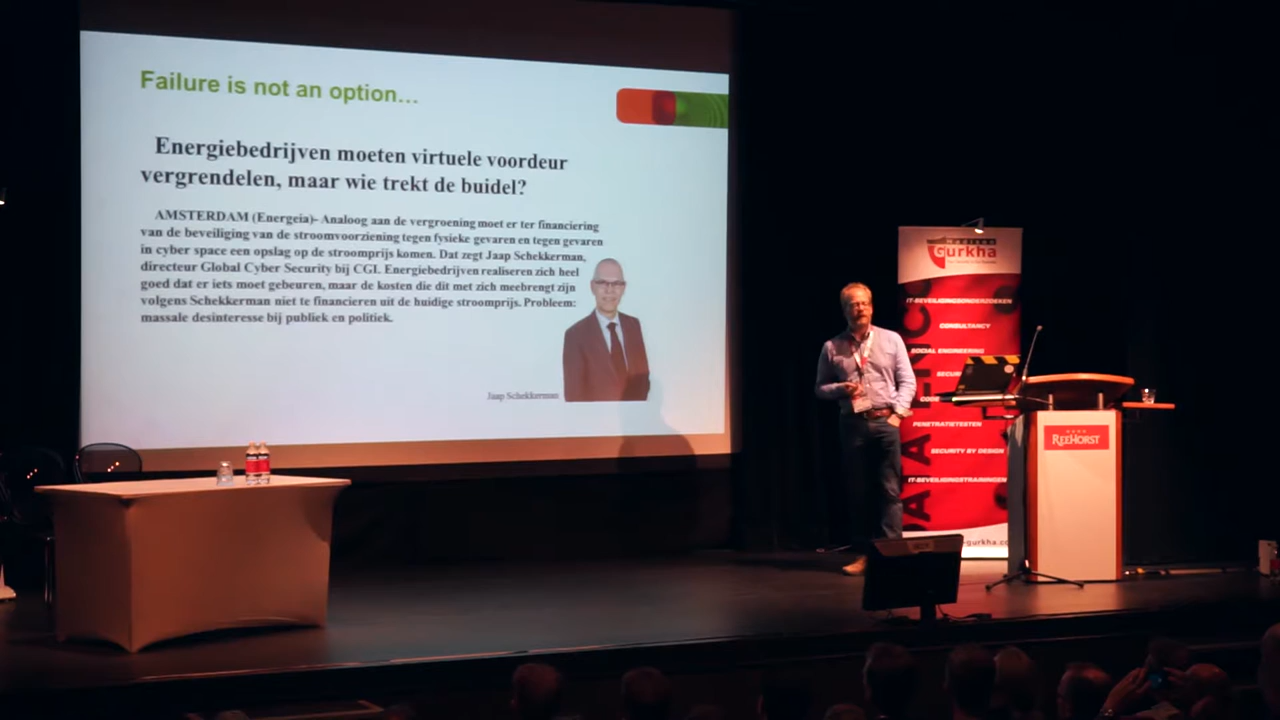 Failure is not an option...
Energiebedrijven moeten virtuele voordeur
vergrendelen, maar wie trekt de buidel?
AMSTERDAM (Energeia)- Analoog aan de vergroening moet er ter financiering
van de beveiliging van de stroomvoorziening tegen fysieke gevaren en tegen gevaren
in cyber space een opslag op de stroomprijs komen. Dat zegt Jaap Schekkerman,
directeur Global Cyber Security bij CGI. Energiebedrijven realiseren zich heel
goed dat er iets moet gebeuren, maar de kosten die dit met zich meebrengt zijn
volgens Schekkerman niet te financieren uit de huidige stroomprijs. Probleem:
massale desinteresse bij publiek en politiek.
Jaap Schekkerman
Madison
Gurkha
IT-BEVEILIGINGSONDERZOEKEN
CONSULTANCY
SOCIAL ENGINEERING
PENETRATIETESTEN
SECURITY BY DESIGN
IT-BEVEILIGINGSTRAININGEN
REEHORST